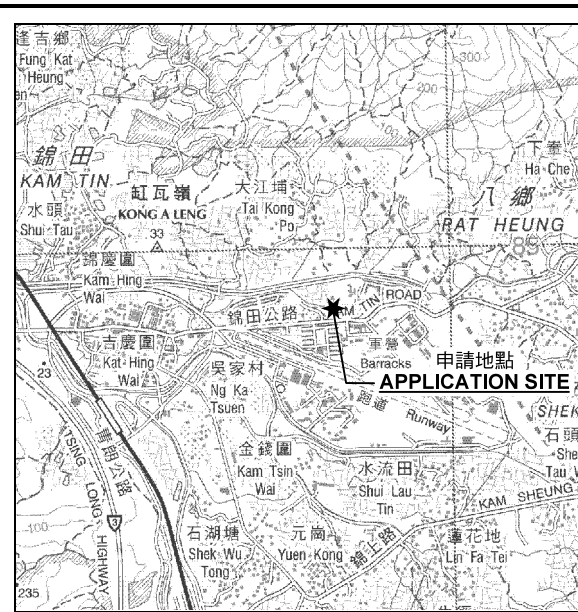 逢吉鄉
Fung Kat
Heung
錦田
KAM TIN
水頭
Shui Tau
缸瓦嶺
KONG A LENG
33
大江埔
Tai Kong
Po
300
200
100
下輋
Ha Che
八鄉
PAT HEUNG
錦慶圍
Kam Hing
Wai
錦田公路
KAM TIN ROAD
軍營
Barracks
申請地點
APPLICATION SITE
吉慶圍
Kat Hing
Wai
23
吳家村
Ng Ka
Tsuen
跑道
Runway
SHEK
石頭
She
Tau W
金錢圍
Kam Tsin
Wai
水流田
Shui Lau
Tin
KAM SHEUNG
錦上路
青朗公路
TSING LONG HIGHWAY
3
100
石湖塘
Shek Wu
Tong
元崗
Yuen Kong
蓮花地
Lin Fa Tei
235